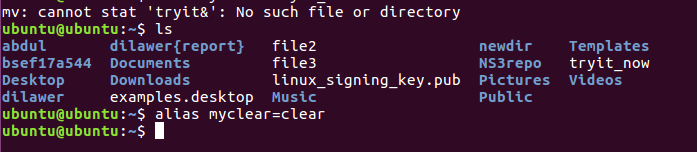 mv: cannot stat 'tryit&': No such file or directory
ubuntu@ubuntu:~$ ls
abdul dilawer{report} file2 newdir Templates
bsef17a544 Documents file3 NS3repo tryit_now
Desktop Downloads linux_signing_key.pub Pictures Videos
dilawer examples.desktop Music Public
ubuntu@ubuntu:~$ alias myclear=clear
ubuntu@ubuntu:~$